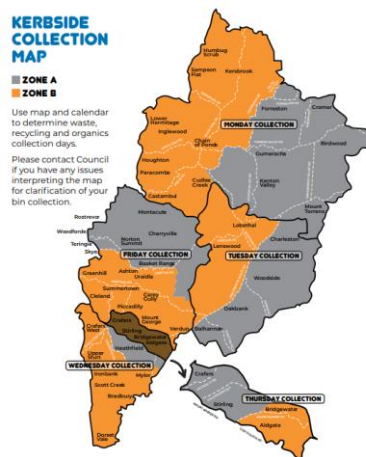 KERBSIDE
COLLECTION
MAP
ZONE A
ZONE B
Use map and calendar
to determine waste,
recycling and organics
collection days.
Please contact Council
if you have any issues
interpreting the map
for clarification of your
bin collection.
Humbug
Scrub
Sampson
Flat
Kersbrook
Forreston
Cromer
Lower
Hermitage
MONDAY COLLECTION
Inglewood
Birdwood
Chain
of Ponds
Gumeracha
Houghton
Paracombe
Cudlee
Creek
Kenton
Valley
Castambul
Mount
Torrens
Montacute
Rostrevor
Cherryville
Lobethal
Woodforde
Norton
Summit
Lenswood
Charleston
Teringie
FRIDAY COLLECTION
TUESDAY COLLECTION
Skye
Basket Range
Ashton
Uraidla
Greenhill
Woodside
Summertown
Cleland
Carey
Gully
Piccadilly
Oakbank
Crafers
Mount
George
Verdun
Balhannah
Crafers
West
Stirling
Bridgewater
Aldgate
Upper
Sturt
Heathfield
WEDNESDAY COLLECTION
Ironbank
Mylor
Scott Creek
Bradbury
Dorset
Vale
Crafers
Stirling
THURSDAY COLLECTION
Bridgewater
Aldgate